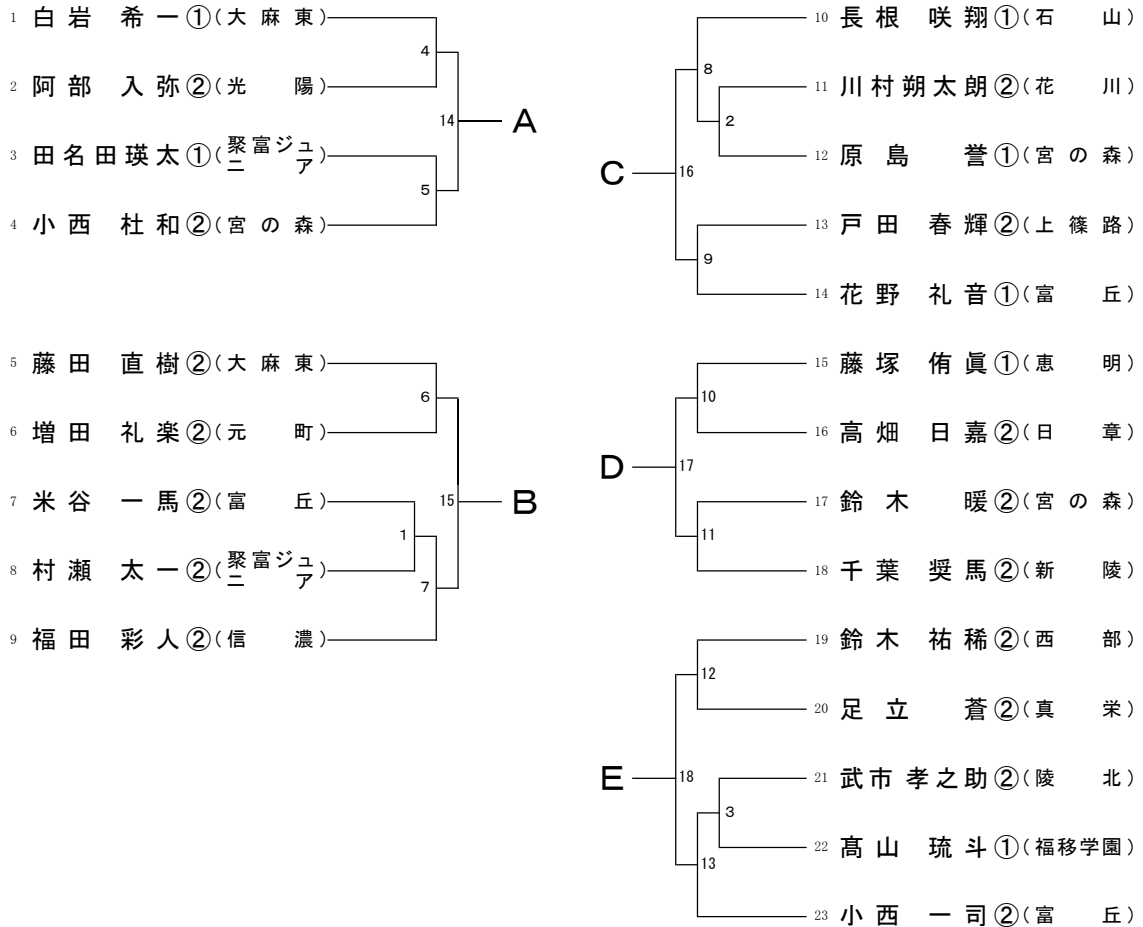 1 白岩 希一①(大麻東)
4
2 阿部 入弥②(光陽)
14 A
3 田名田瑛太①(聚富ジュニア)
5
4 小西 杜和②(宮の森)
5 藤田 直樹②(大麻東)
6
6 増田 礼楽②(元町)
7 米谷 一馬②(富丘)
15 B
1
8 村瀬 太一②(聚富ジュニア)
7
9 福田 彩人②(信濃)
10 長根 咲翔①(石山)
8
11 川村朔太朗②(花川)
2
12 原島 誉①(宮の森)
C 16
13 戸田 春輝②(上篠路)
9
14 花野 礼音①(富丘)
15 藤塚 侑眞①(恵明)
10
16 高畑 日嘉②(日章)
D 17
17 鈴木 暖②(宮の森)
11
18 千葉 奨馬②(新陵)
19 鈴木 祐稀②(西部)
12
20 足立 蒼②(真栄)
E 18
21 武市 孝之助②(陵北)
3
22 髙山 琉斗①(福移学園)
13
23 小西 一司②(富丘)